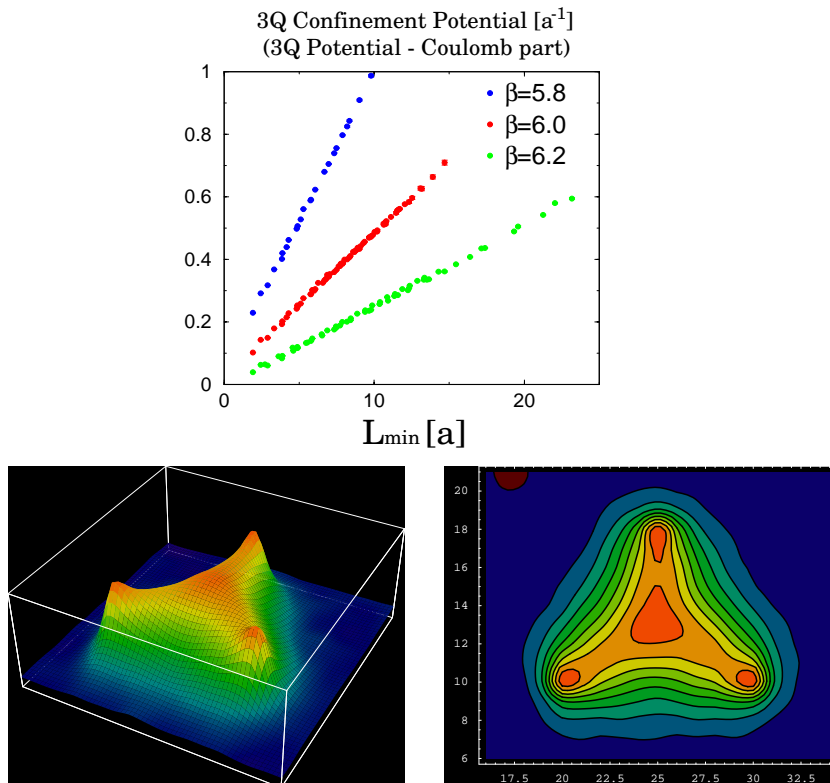 3Q Confinement Potential [a⁻¹]
(3Q Potential - Coulomb part)
1
0.8
0.6
0.4
0.2
0
0 10 20
β=5.8
β=6.0
β=6.2
Lmin [a]
20
18
16
14
12
10
8
6
17.5 20 22.5 25 27.5 30 32.5